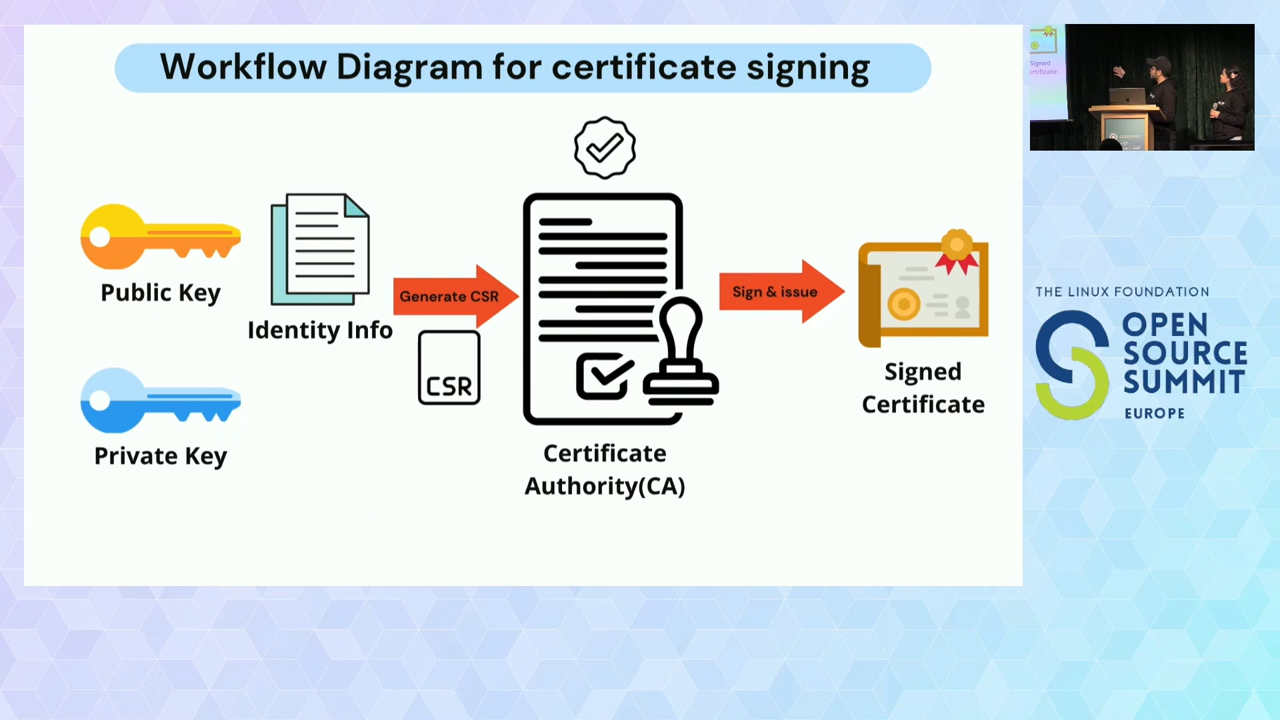 Workflow Diagram for certificate signing
Public Key
Identity Info
Private Key
Generate CSR
CSR
Certificate
Authority(CA)
Sign & issue
Signed
Certificate
Signed
THE LINUX FOUNDATION
OPEN
SOURCE
SUMMIT
EUROPE